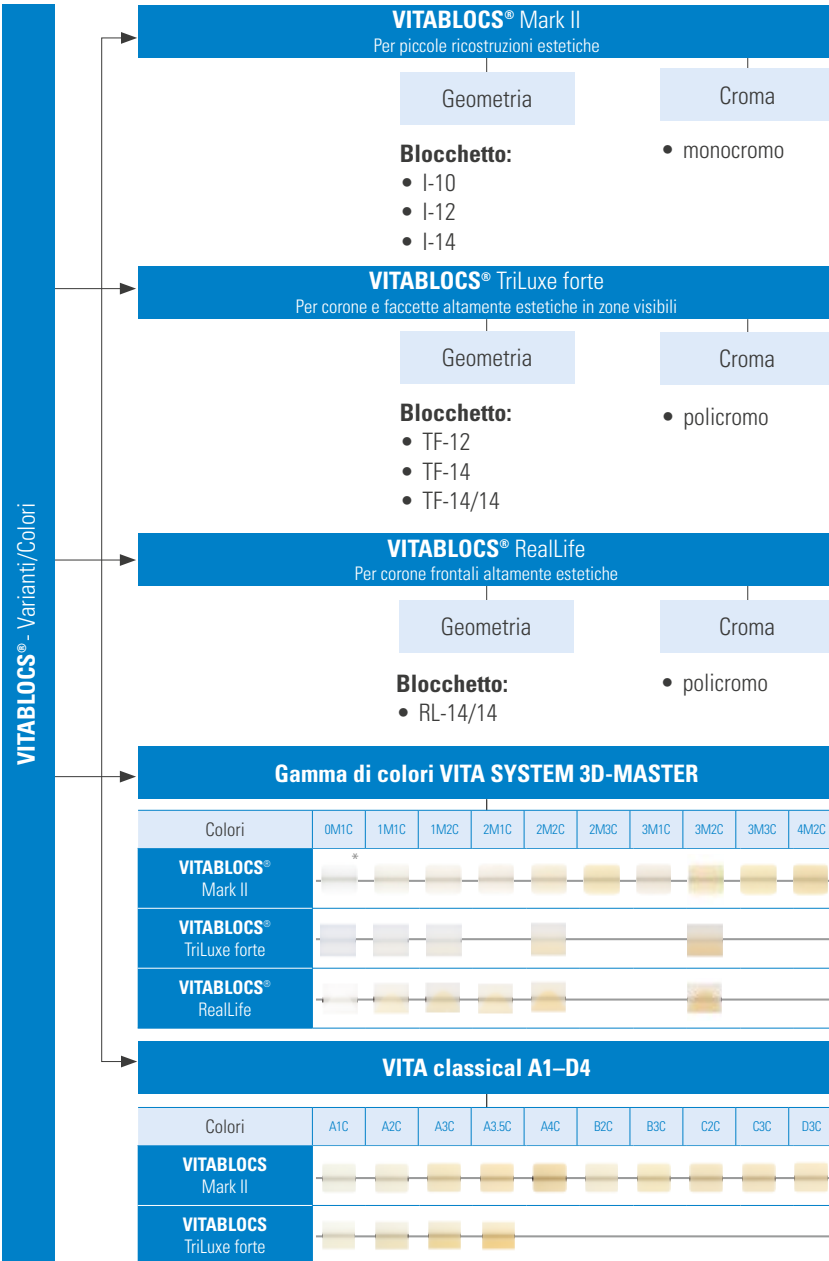 VITABLOCS® - Varianti/Colori
VITABLOCS® Mark II
Per piccole ricostruzioni estetiche
Geometria
Croma
Blocchetto:
• I-10
• I-12
• I-14
• monocromo
VITABLOCS® TriLuxe forte
Per corone e faccette altamente estetiche in zone visibili
Geometria
Croma
Blocchetto:
• TF-12
• TF-14
• TF-14/14
• policromo
VITABLOCS® RealLife
Per corone frontali altamente estetiche
Geometria
Croma
Blocchetto:
• RL-14/14
• policromo
Gamma di colori VITA SYSTEM 3D-MASTER
Colori 0M1C 1M1C 1M2C 2M1C 2M2C 2M3C 3M1C 3M2C 3M3C 4M2C
VITABLOCS®
Mark II
*
VITABLOCS®
TriLuxe forte
VITABLOCS®
RealLife
VITA classical A1–D4
Colori A1C A2C A3C A3.5C A4C B2C B3C C2C C3C D3C
VITABLOCS
Mark II
VITABLOCS
TriLuxe forte